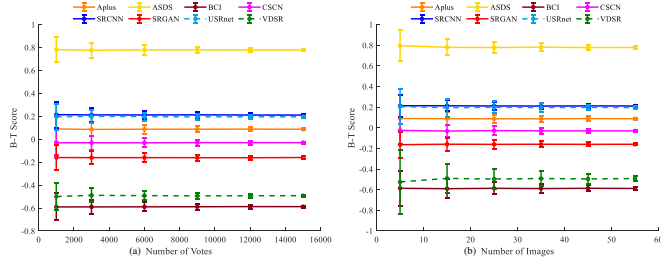 Aplus ASDS BCI CSCN
SRCNN SRGAN USRnet VDSR
1
0.8
0.6
0.4
0.2
0
-0.2
-0.4
-0.6
-0.8
B-T Score
0 2000 4000 6000 8000 10000 12000 14000 16000
(a) Number of Votes
Aplus ASDS BCI CSCN
SRCNN SRGAN USRnet VDSR
1
0.8
0.6
0.4
0.2
0
-0.2
-0.4
-0.6
-0.8
-1
B-T Score
0 10 20 30 40 50 60
(b) Number of Images